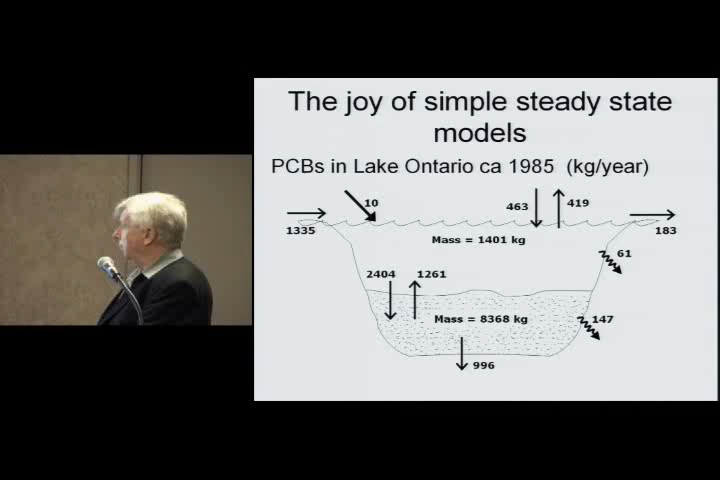 The joy of simple steady state
models
PCBs in Lake Ontario ca 1985 (kg/year)
10
463
419
1335
183
Mass = 1401 kg
61
2404
1261
Mass = 8368 kg
147
996